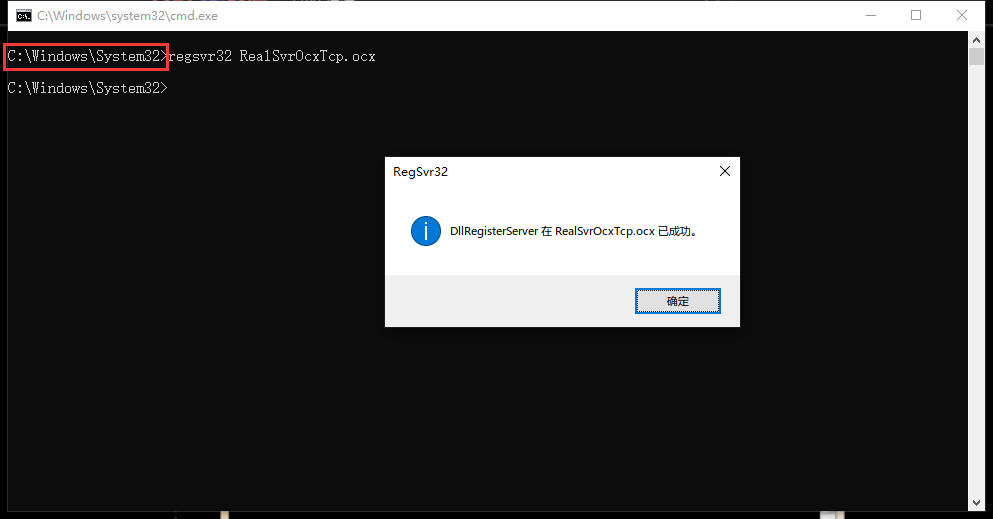 C:\Windows\system32\cmd.exe
C:\Windows\System32>regsvr32 RealSvrOcxTcp.ocx
C:\Windows\System32>
RegSvr32
DllRegisterServer 在 RealSvrOcxTcp.ocx 已成功。
确定